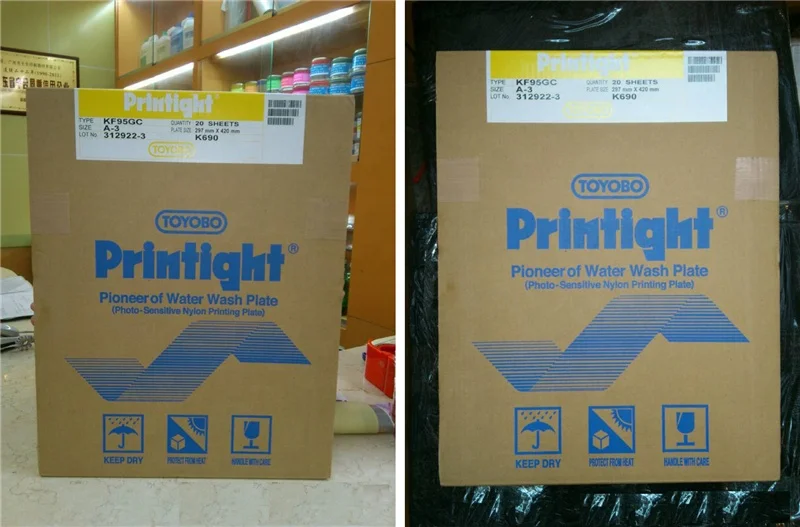 Printight
TYPE KF95GC QUANTITY 20 SHEETS
SIZE A-3 PLATE SIZE 297 mm X 420 mm
LOT No. 312922-3 K690
TOYOBO
TOYOBO
Printight®
Pioneer of Water Wash Plate
(Photo-Sensitive Nylon Printing Plate)
KEEP DRY PROTECT FROM HEAT HANDLE WITH CARE
Printight
TYPE KF95GC QUANTITY 20 SHEETS
SIZE A-3 PLATE SIZE 297 mm X 420 mm
LOT No. 312922-3 K690
TOYOBO
TOYOBO
Printight®
Pioneer of Water Wash Plate
(Photo-Sensitive Nylon Printing Plate)
KEEP DRY PROTECT FROM HEAT HANDLE WITH CARE